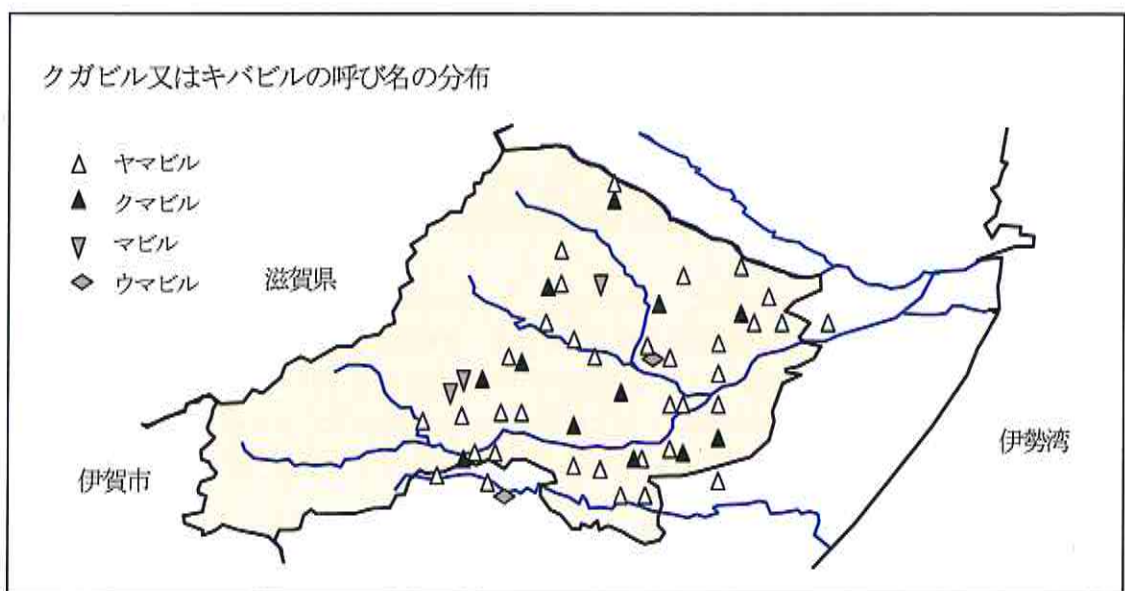 クガビル又はキバビルの呼び名の分布
ヤマビル
クマビル
マビル
ウマビル
滋賀県
伊賀市
伊勢湾